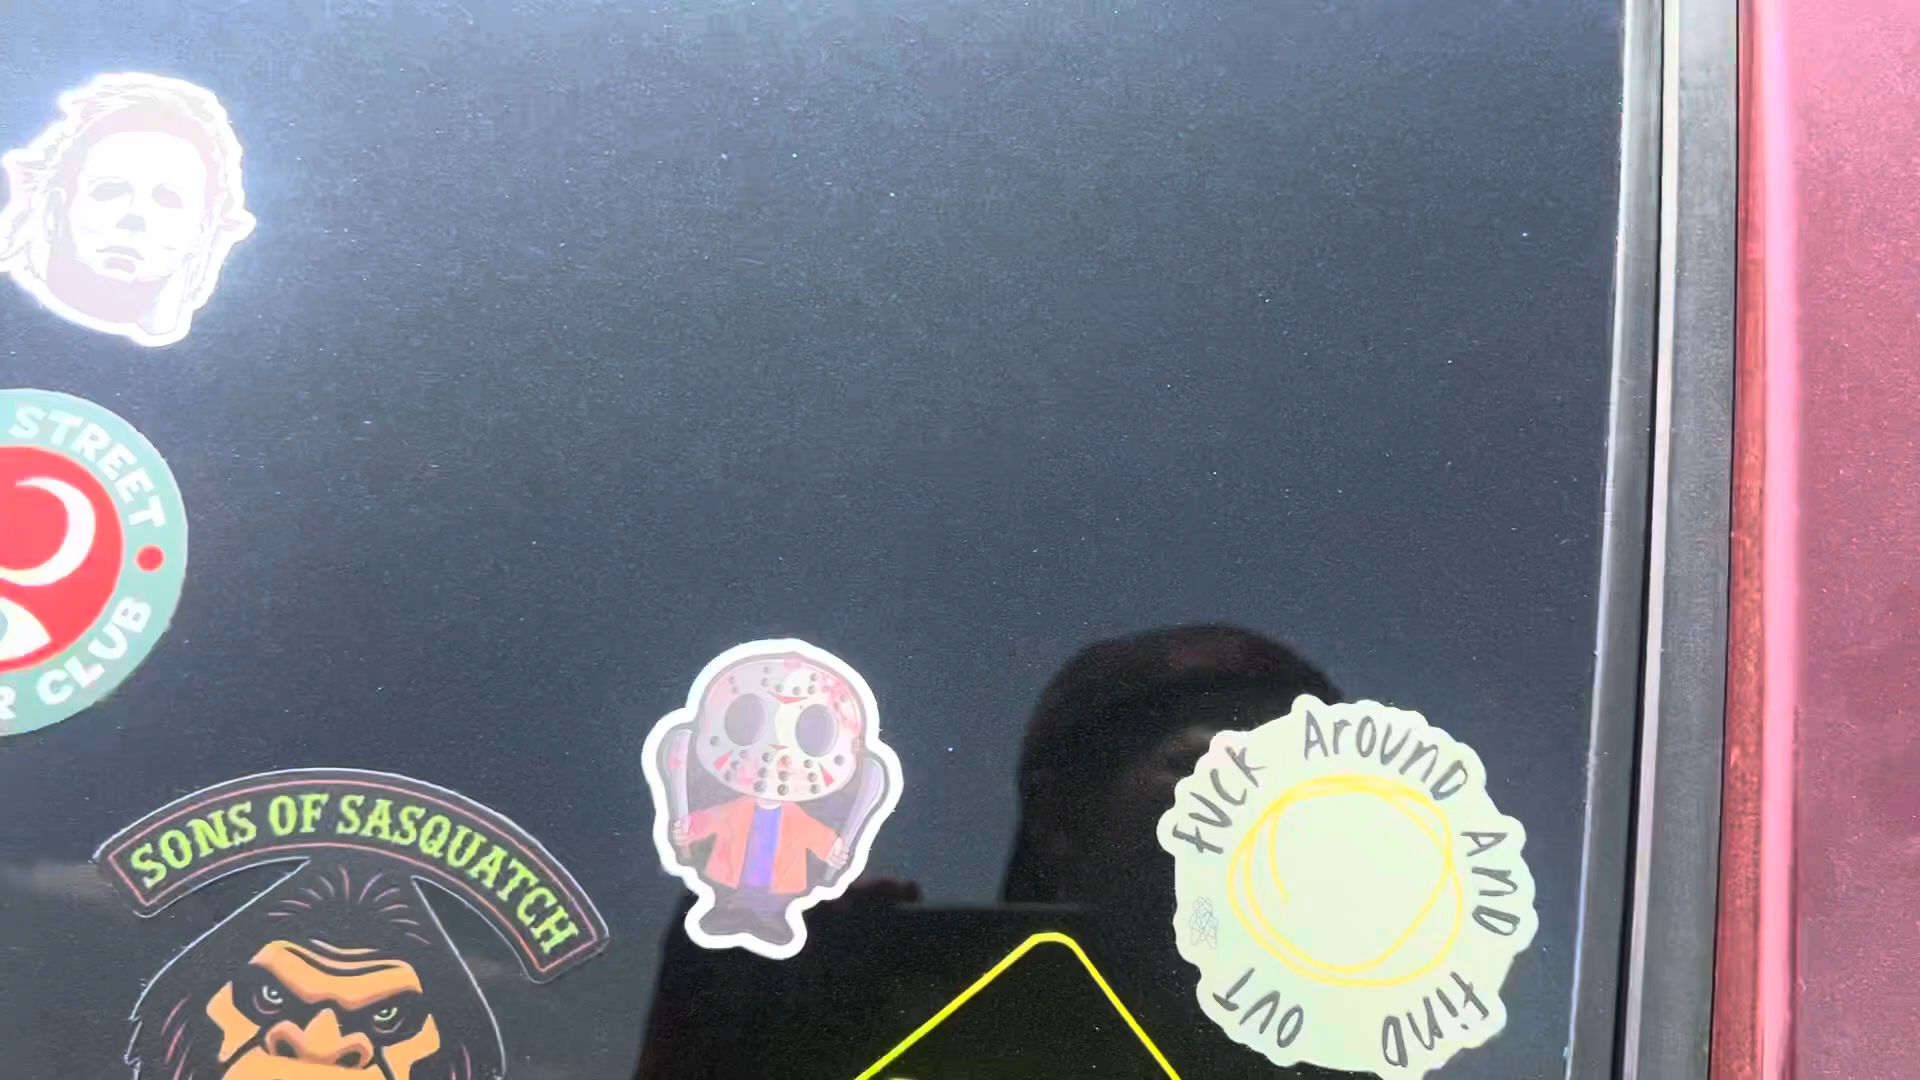 STREET
CLUB
SONS OF SASQUATCH
FUCK AROUND AND FIND OUT